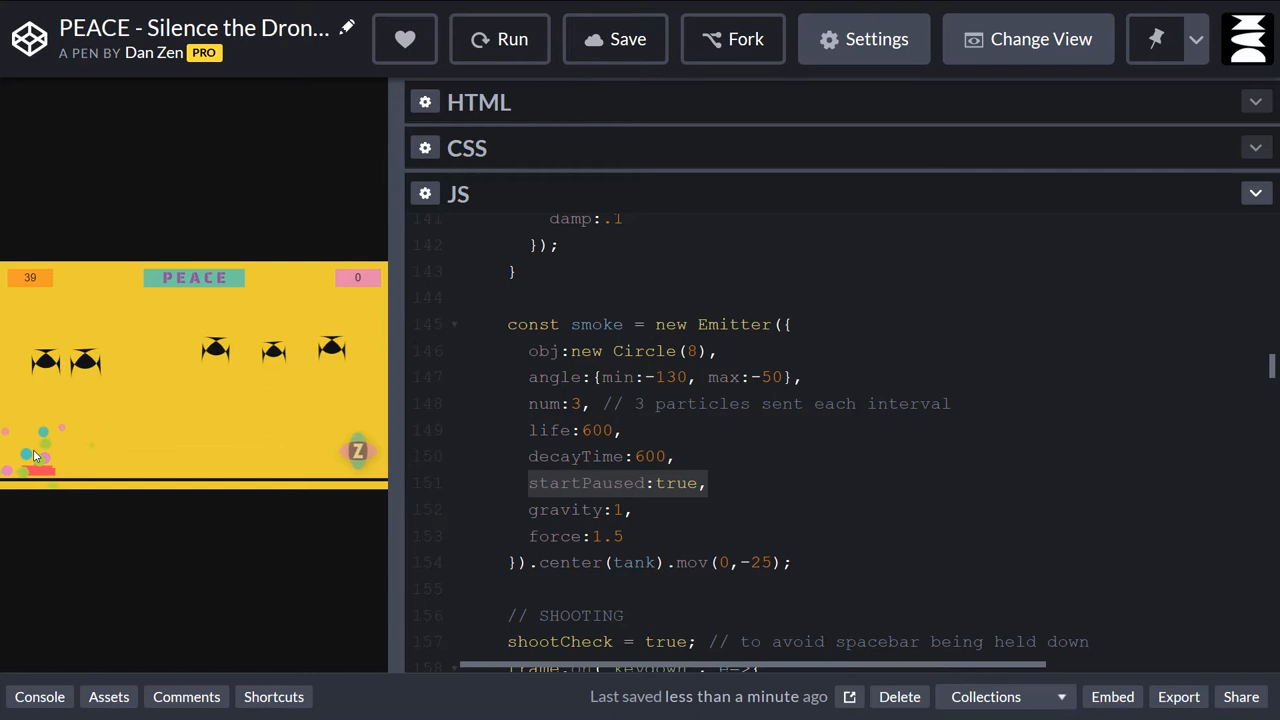 PEACE - Silence the Dron...
A PEN BY Dan Zen PRO
Run
Save
Fork
Settings
Change View
HTML
CSS
JS
39
PEACE
0
Z
141 damp:.1
142 });
143 }
144
145 const smoke = new Emitter({
146 obj:new Circle(8),
147 angle:{min:-130, max:-50},
148 num:3, // 3 particles sent each interval
149 life:600,
150 decayTime:600,
151 startPaused:true,
152 gravity:1,
153 force:1.5
154 }).center(tank).mov(0,-25);
155
156 // SHOOTING
157 shootCheck = true; // to avoid spacebar being held down
158 frame.on("keydown", e=>{
Console
Assets
Comments
Shortcuts
Last saved less than a minute ago
Delete
Collections
Embed
Export
Share